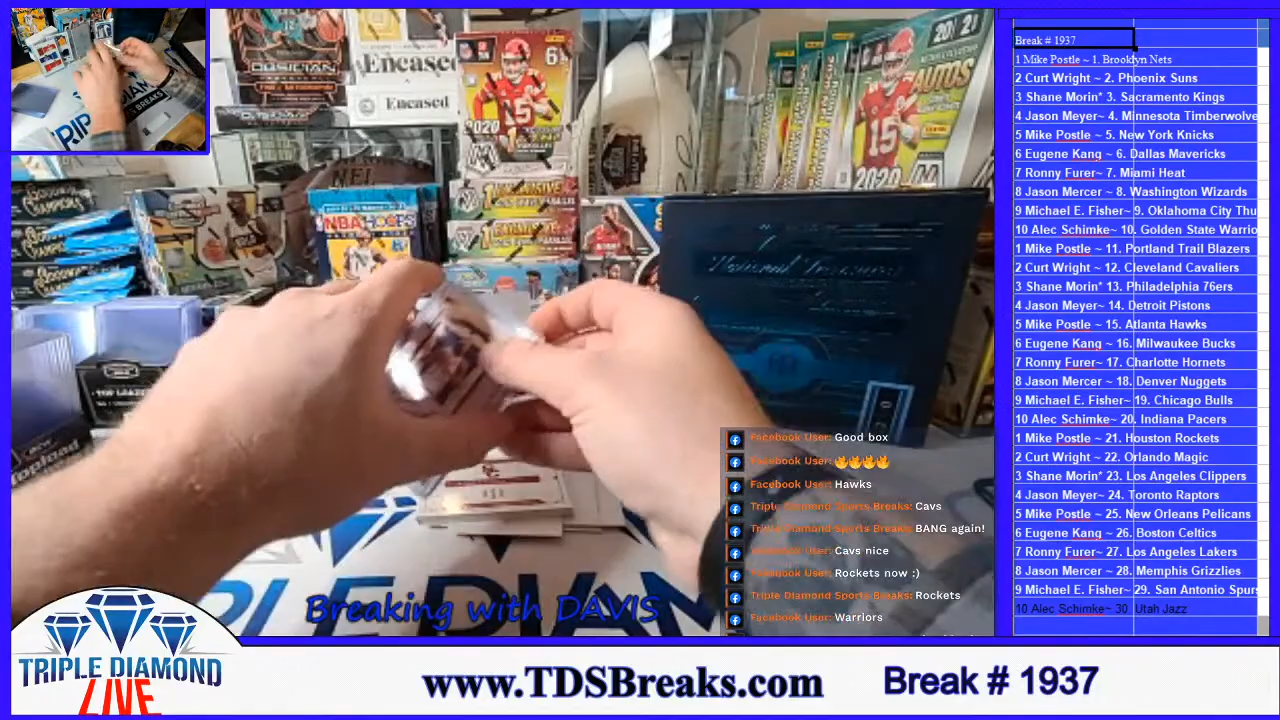 Break # 1937
1 Mike Postle ~ 1. Brooklyn Nets
2 Curt Wright ~ 2. Phoenix Suns
3 Shane Morin* 3. Sacramento Kings
4 Jason Meyer~ 4. Minnesota Timberwolve
5 Mike Postle ~ 5. New York Knicks
6 Eugene Kang ~ 6. Dallas Mavericks
7 Ronny Furer~ 7. Miami Heat
8 Jason Mercer ~ 8. Washington Wizards
9 Michael E. Fisher~ 9. Oklahoma City Thu
10 Alec Schimke~ 10. Golden State Warrio
1 Mike Postle ~ 11. Portland Trail Blazers
2 Curt Wright ~ 12. Cleveland Cavaliers
3 Shane Morin* 13. Philadelphia 76ers
4 Jason Meyer~ 14. Detroit Pistons
5 Mike Postle ~ 15. Atlanta Hawks
6 Eugene Kang ~ 16. Milwaukee Bucks
7 Ronny Furer~ 17. Charlotte Hornets
8 Jason Mercer ~ 18. Denver Nuggets
9 Michael E. Fisher~ 19. Chicago Bulls
10 Alec Schimke~ 20. Indiana Pacers
1 Mike Postle ~ 21. Houston Rockets
2 Curt Wright ~ 22. Orlando Magic
3 Shane Morin* 23. Los Angeles Clippers
4 Jason Meyer~ 24. Toronto Raptors
5 Mike Postle ~ 25. New Orleans Pelicans
6 Eugene Kang ~ 26. Boston Celtics
7 Ronny Furer~ 27. Los Angeles Lakers
8 Jason Mercer ~ 28. Memphis Grizzlies
9 Michael E. Fisher~ 29. San Antonio Spurs
10 Alec Schimke~ 30. Utah Jazz
OBSIDIAN
Encased
Encased
2020
15
20/21
AUTOS
15
2020
NFL
NBA HOOPS
EXCLUSIVE
EXCLUSIVE
National Treasures
Facebook User: Good box
Facebook User: 🔥🔥🔥🔥
Facebook User: Hawks
Triple Diamond Sports Breaks: Cavs
Triple Diamond Sports Breaks: BANG again!
Facebook User: Cavs nice
Facebook User: Rockets now :)
Triple Diamond Sports Breaks: Rockets
Facebook User: Warriors
Breaking with DAVIS
TRIPLE DIAMOND
LIVE
www.TDSBreaks.com
Break # 1937